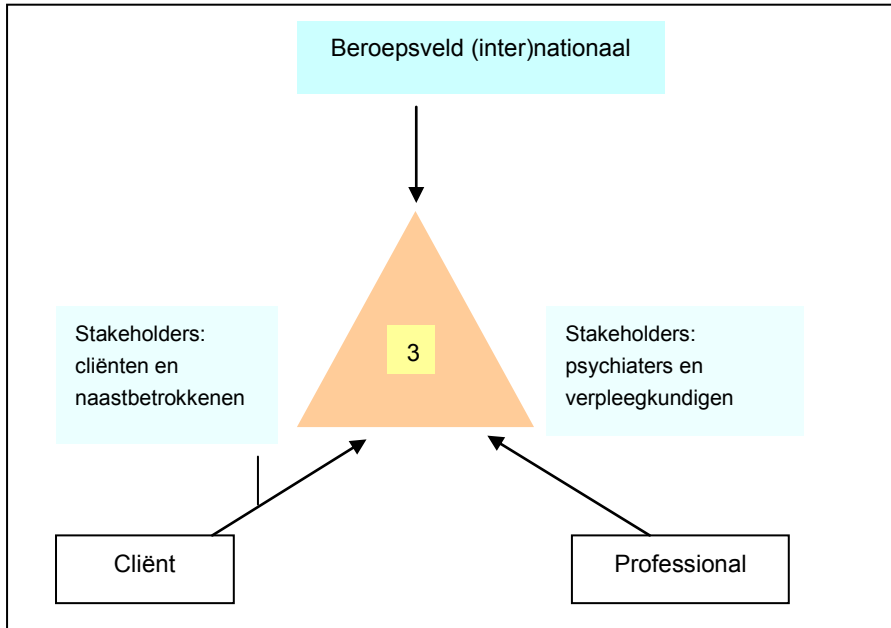 Beroepsveld (inter)nationaal
Stakeholders:
cliënten en
naastbetrokkenen
3
Stakeholders:
psychiaters en
verpleegkundigen
Cliënt
Professional